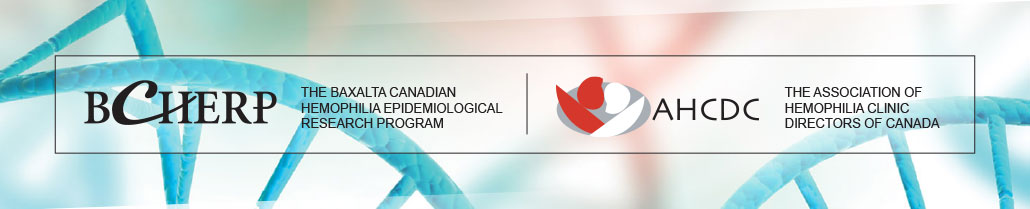 BCHERP
THE BAXALTA CANADIAN
HEMOPHILIA EPIDEMIOLOGICAL
RESEARCH PROGRAM
AHCDC
THE ASSOCIATION OF
HEMOPHILIA CLINIC
DIRECTORS OF CANADA